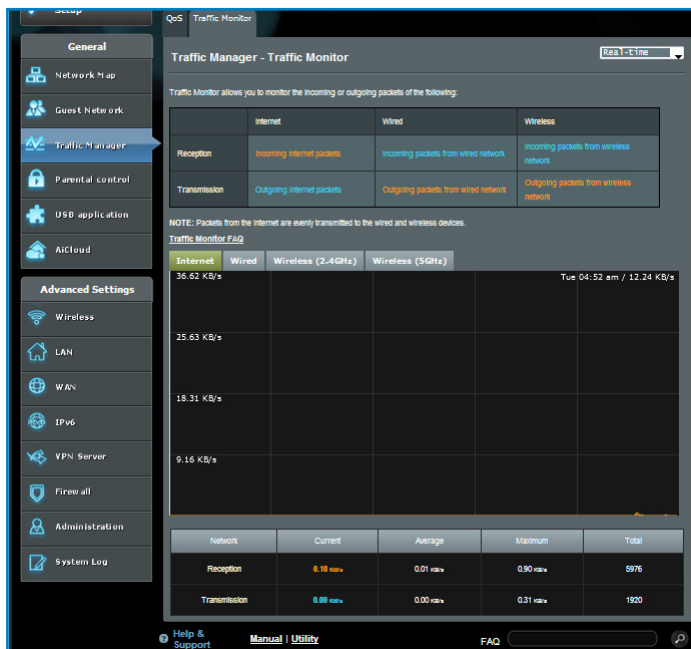 Setup
General
Network Map
Guest Network
Traffic Manager
Parental control
USB application
AiCloud
Advanced Settings
Wireless
LAN
WAN
IPv6
VPN Server
Firewall
Administration
System Log
QoS Traffic Monitor
Traffic Manager - Traffic Monitor
Real-time
Traffic Monitor allows you to monitor the incoming or outgoing packets of the following:
Internet Wired Wireless
Reception Incoming internet packets Incoming packets from wired network Incoming packets from wireless
network
Transmission Outgoing internet packets Outgoing packets from wired network Outgoing packets from wireless
network
NOTE: Packets from the Internet are evenly transmitted to the wired and wireless devices.
Traffic Monitor FAQ
Internet Wired Wireless (2.4GHz) Wireless (5GHz)
36.62 KB/s Tue 04:52 am / 12.24 KB/s
25.63 KB/s
18.31 KB/s
9.16 KB/s
Network Current Average Maximum Total
Reception 0.10 KB/s 0.01 KB/s 0.90 KB/s 5976
Transmission 0.00 KB/s 0.00 KB/s 0.31 KB/s 1920
Help &
Support
Manual | Utility
FAQ